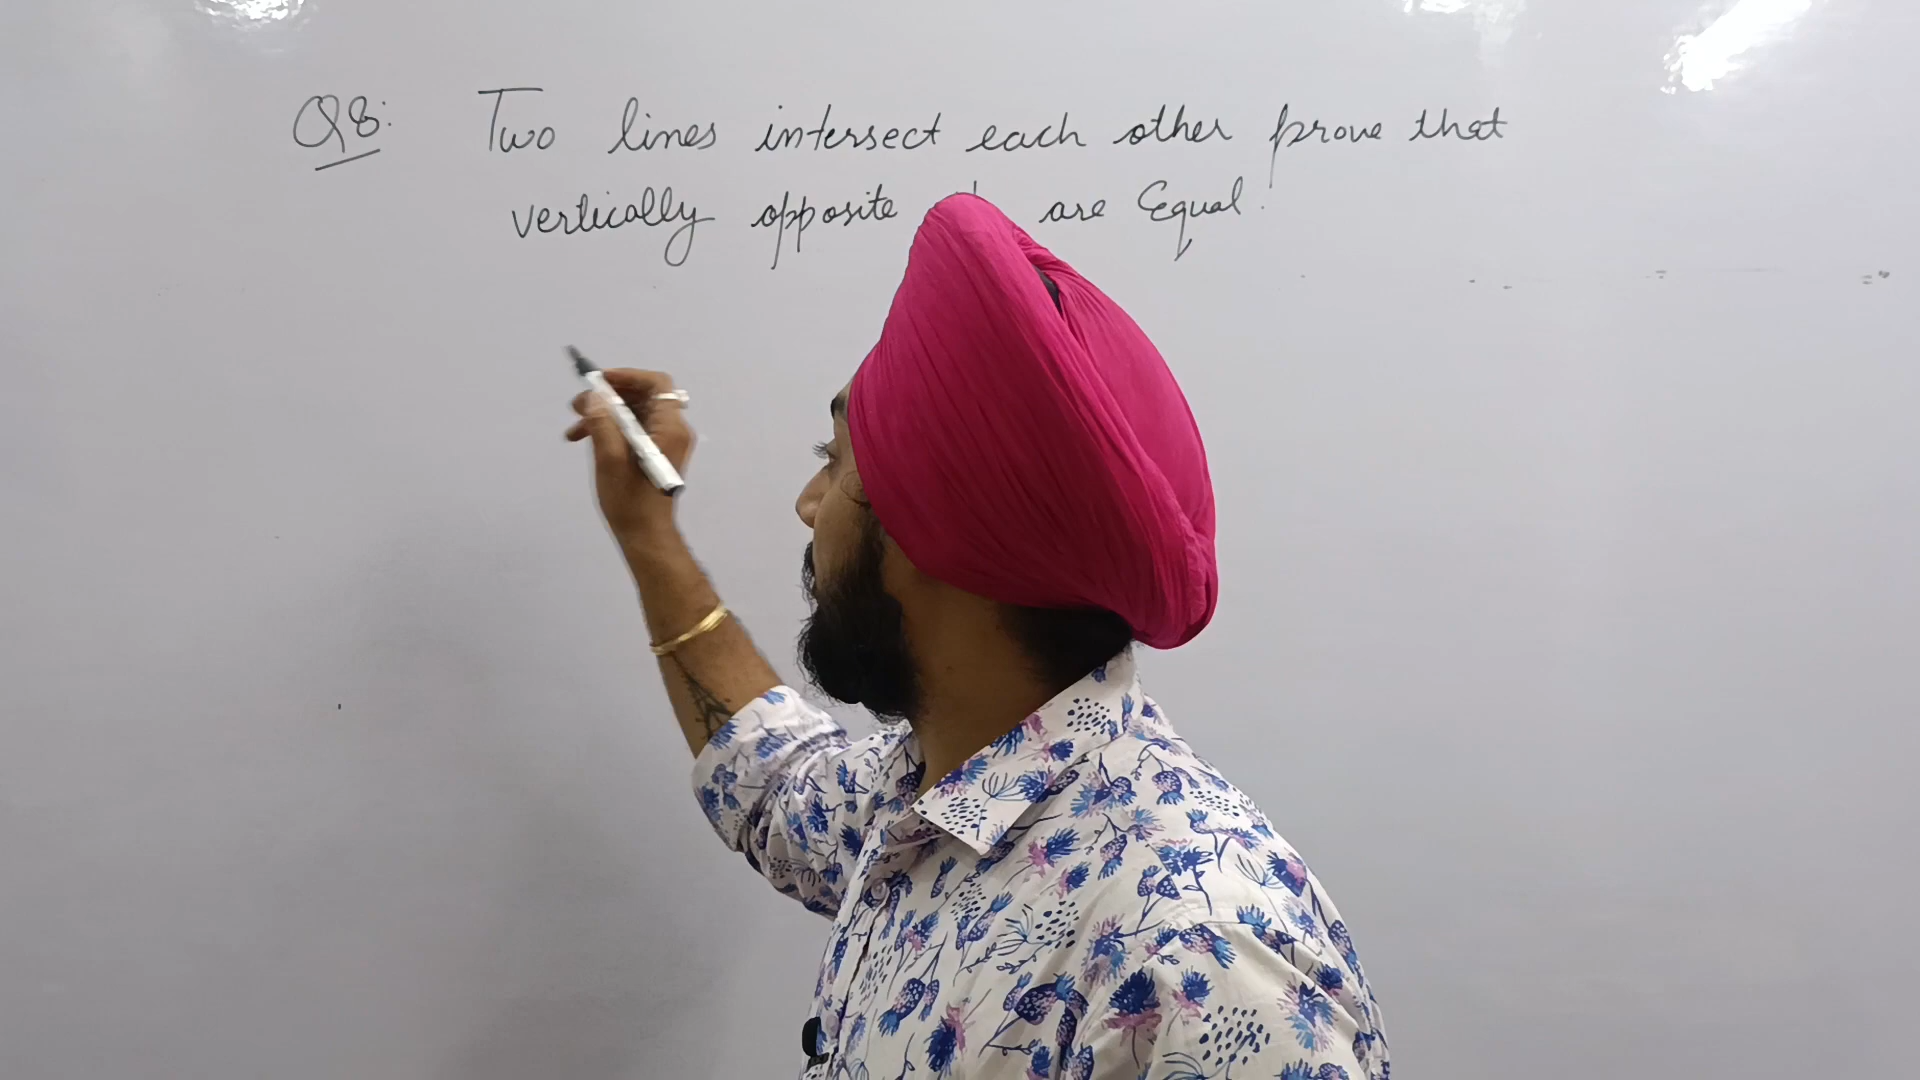 Q8: Two lines intersect each other prove that
vertically opposite are Equal.